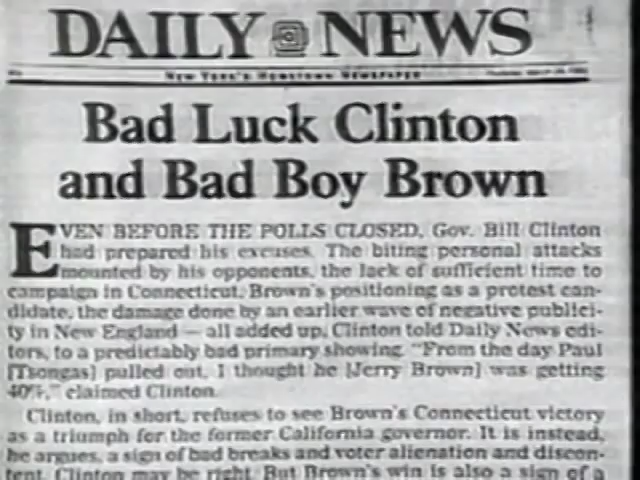 DAILY NEWS
NEW YORK'S HOMETOWN NEWSPAPER
Bad Luck Clinton
and Bad Boy Brown
EVEN BEFORE THE POLLS CLOSED, Gov. Bill Clinton
had prepared his excuses. The biting personal attacks
mounted by his opponents, the lack of sufficient time to
campaign in Connecticut, Brown's positioning as a protest can-
didate, the damage done by an earlier wave of negative publici-
ty in New England — all added up, Clinton told Daily News edi-
tors, to a predictably bad primary showing. "From the day Paul
[Tsongas] pulled out, I thought he [Jerry Brown] was getting
40%," claimed Clinton.
Clinton, in short, refuses to see Brown's Connecticut victory
as a triumph for the former California governor. It is instead,
he argues, a sign of bad breaks and voter alienation and discon-
tent. Clinton may be right. But Brown's win is also a sign of a